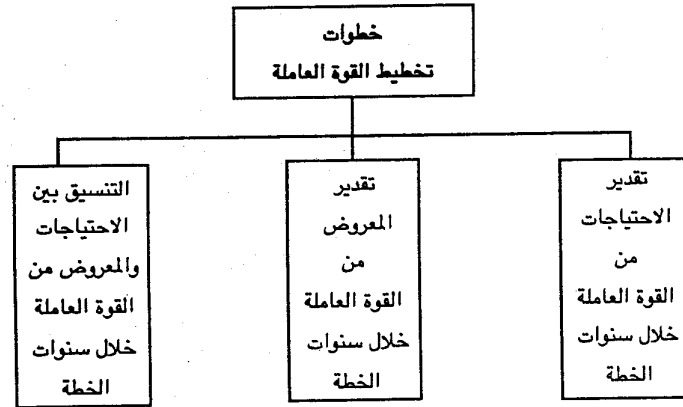 خطوات
تخطيط القوة العاملة
تقدير
الاحتياجات
من
القوة العاملة
خلال سنوات
الخطة
تقدير
المعروض
من
القوة العاملة
خلال سنوات
الخطة
التنسيق بين
الاحتياجات
والمعروض من
القوة العاملة
خلال سنوات
الخطة